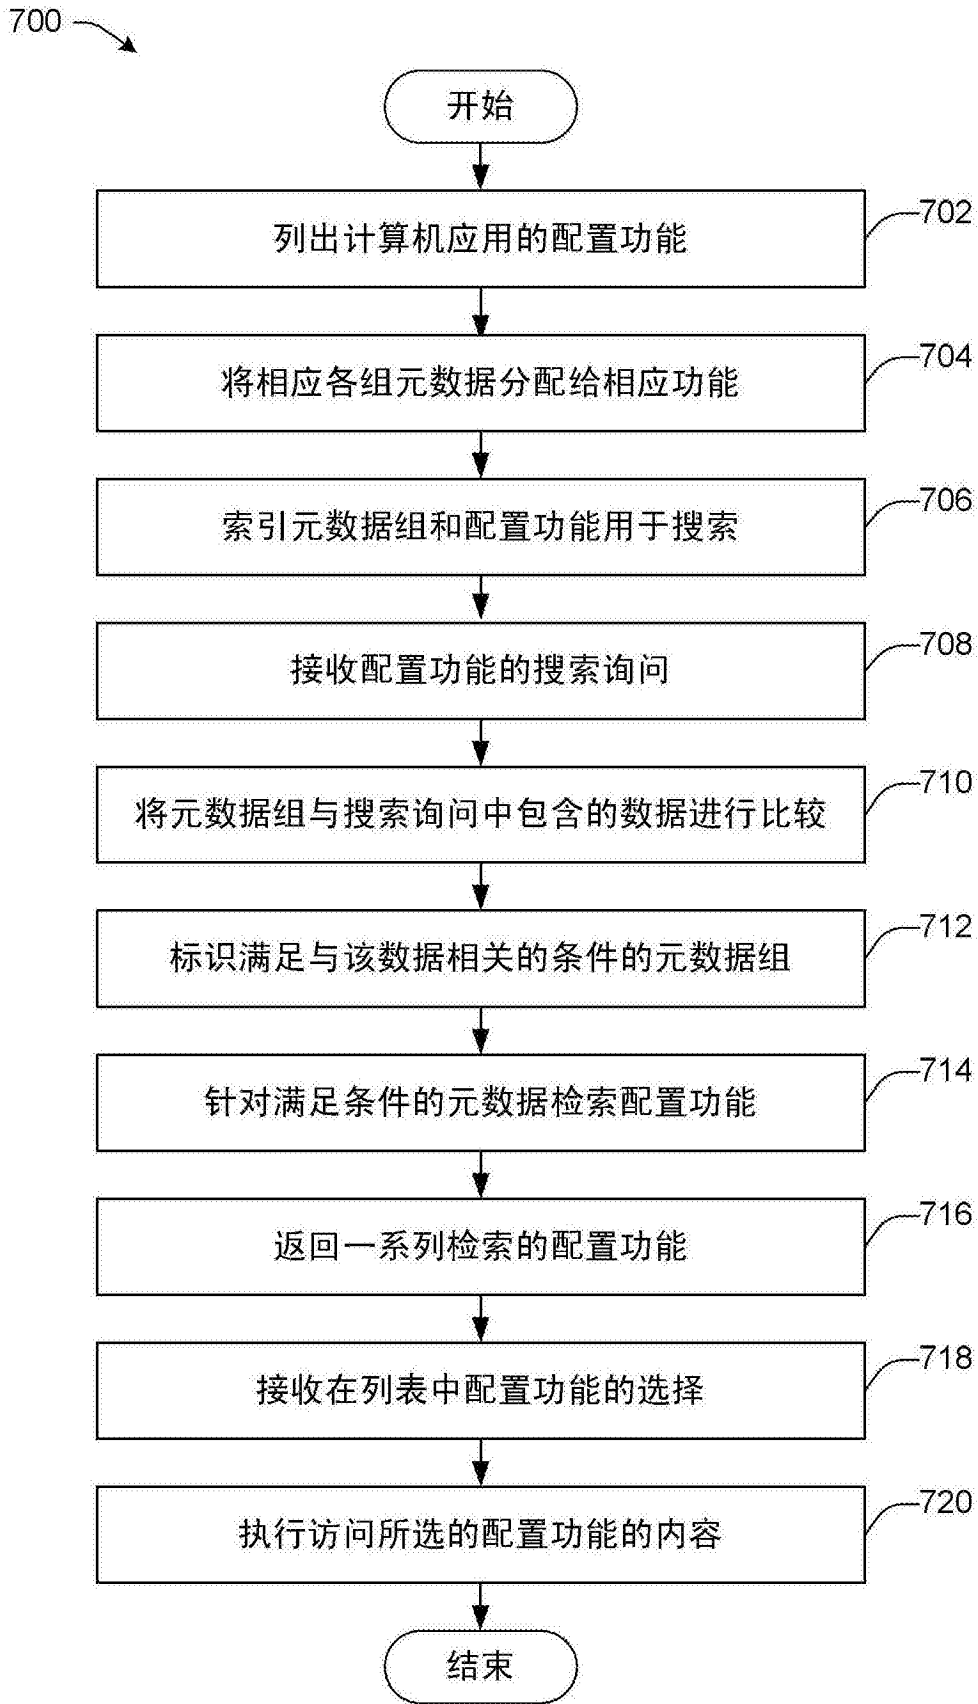 700
开始
列出计算机应用的配置功能
702
将相应各组元数据分配给相应功能
704
索引元数据组和配置功能用于搜索
706
接收配置功能的搜索询问
708
将元数据组与搜索询问中包含的数据进行比较
710
标识满足与该数据相关的条件的元数据组
712
针对满足条件的元数据检索配置功能
714
返回一系列检索的配置功能
716
接收在列表中配置功能的选择
718
执行访问所选的配置功能的内容
720
结束